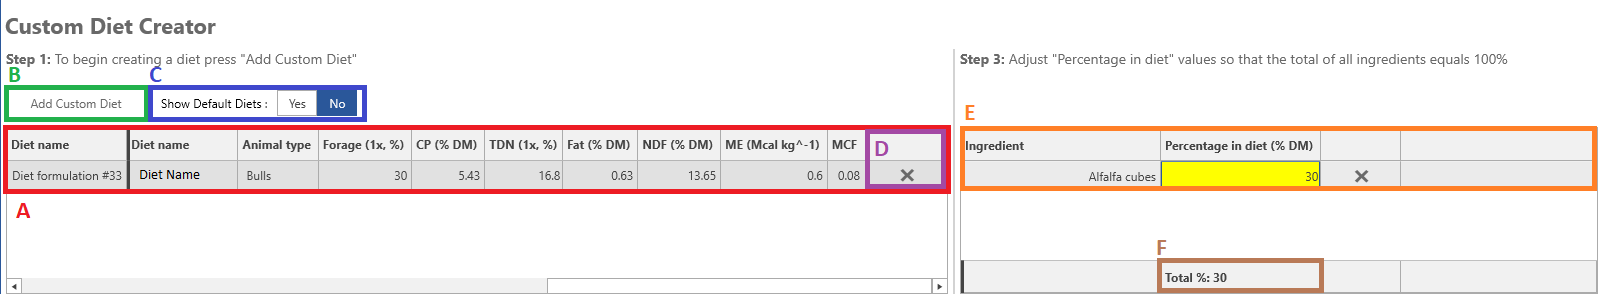 Custom Diet Creator
Step 1: To begin creating a diet press "Add Custom Diet"
B
C
Add Custom Diet
Show Default Diets :
Yes
No
Diet name
Diet name
Animal type
Forage (1x, %)
CP (% DM)
TDN (1x, %)
Fat (% DM)
NDF (% DM)
ME (Mcal kg^-1)
MCF
D
Diet formulation #33
Diet Name
Bulls
30
5.43
16.8
0.63
13.65
0.6
0.08
A
Step 3: Adjust "Percentage in diet" values so that the total of all ingredients equals 100%
E
Ingredient
Percentage in diet (% DM)
Alfalfa cubes
30
F
Total %: 30